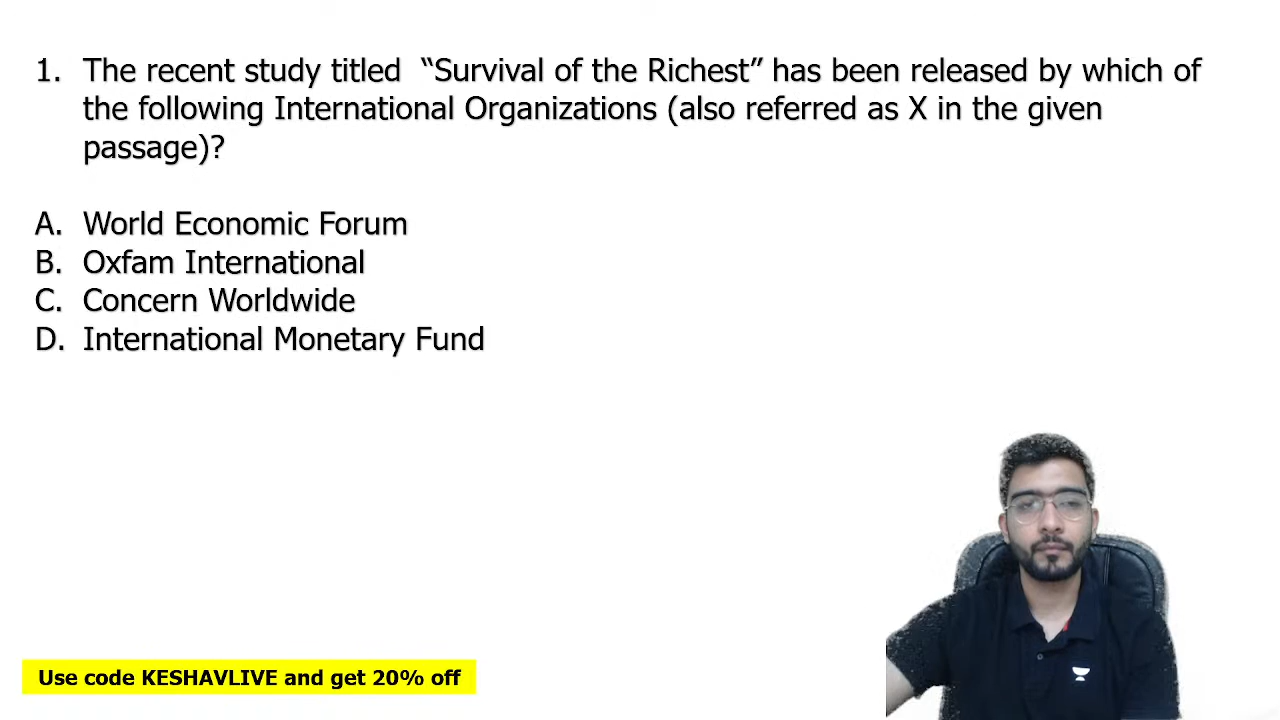 1. The recent study titled “Survival of the Richest” has been released by which of
the following International Organizations (also referred as X in the given
passage)?
A. World Economic Forum
B. Oxfam International
C. Concern Worldwide
D. International Monetary Fund
Use code KESHAVLIVE and get 20% off